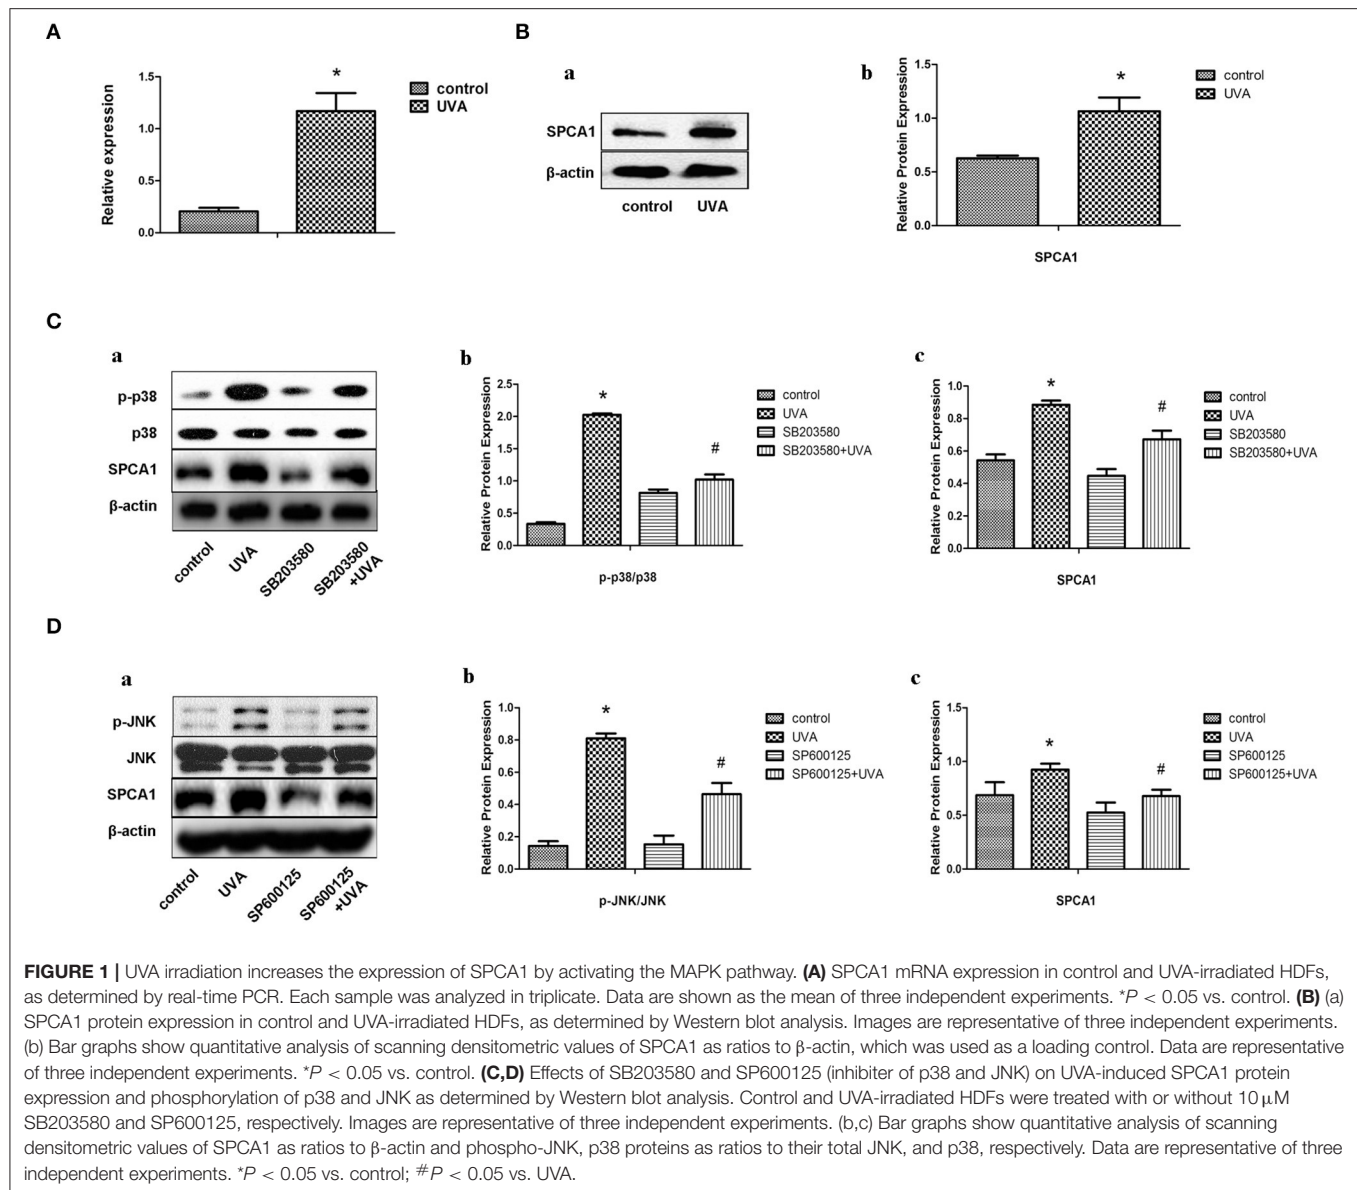 A
B
1.5
1.0
0.5
0.0
Relative expression
*
control
UVA
a
SPCA1
β-actin
control UVA
b
1.5
1.0
0.5
0.0
Relative Protein Expression
*
control
UVA
SPCA1
C
a
p-p38
p38
SPCA1
β-actin
control
UVA
SB203580
SB203580
+UVA
b
2.5
2.0
1.5
1.0
0.5
0.0
Relative Protein Expression
*
#
control
UVA
SB203580
SB203580+UVA
p-p38/p38
c
1.0
0.8
0.6
0.4
0.2
0.0
Relative Protein Expression
*
#
control
UVA
SB203580
SB203580+UVA
SPCA1
D
a
p-JNK
JNK
SPCA1
β-actin
control
UVA
SP600125
SP600125
+UVA
b
1.0
0.8
0.6
0.4
0.2
0.0
Relative Protein Expression
*
#
control
UVA
SP600125
SP600125+UVA
p-JNK/JNK
c
1.5
1.0
0.5
0.0
Relative Protein Expression
*
#
control
UVA
SP600125
SP600125+UVA
SPCA1
FIGURE 1 | UVA irradiation increases the expression of SPCA1 by activating the MAPK pathway. (A) SPCA1 mRNA expression in control and UVA-irradiated HDFs,
as determined by real-time PCR. Each sample was analyzed in triplicate. Data are shown as the mean of three independent experiments. *P < 0.05 vs. control. (B) (a)
SPCA1 protein expression in control and UVA-irradiated HDFs, as determined by Western blot analysis. Images are representative of three independent experiments.
(b) Bar graphs show quantitative analysis of scanning densitometric values of SPCA1 as ratios to β-actin, which was used as a loading control. Data are representative
of three independent experiments. *P < 0.05 vs. control. (C,D) Effects of SB203580 and SP600125 (inhibiter of p38 and JNK) on UVA-induced SPCA1 protein
expression and phosphorylation of p38 and JNK as determined by Western blot analysis. Control and UVA-irradiated HDFs were treated with or without 10 μM
SB203580 and SP600125, respectively. Images are representative of three independent experiments. (b,c) Bar graphs show quantitative analysis of scanning
densitometric values of SPCA1 as ratios to β-actin and phospho-JNK, p38 proteins as ratios to their total JNK, and p38, respectively. Data are representative of three
independent experiments. *P < 0.05 vs. control; #P < 0.05 vs. UVA.